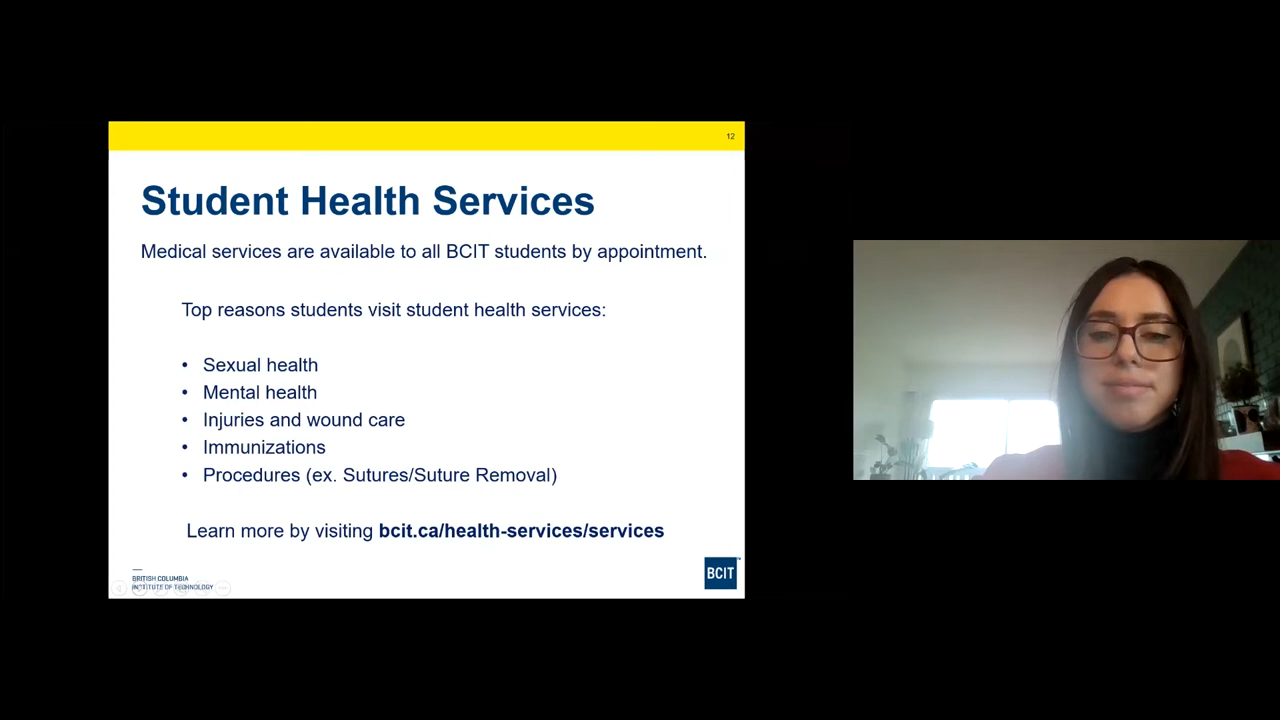 12
Student Health Services
Medical services are available to all BCIT students by appointment.
Top reasons students visit student health services:
• Sexual health
• Mental health
• Injuries and wound care
• Immunizations
• Procedures (ex. Sutures/Suture Removal)
Learn more by visiting bcit.ca/health-services/services
BRITISH COLUMBIA
INSTITUTE OF TECHNOLOGY
BCIT